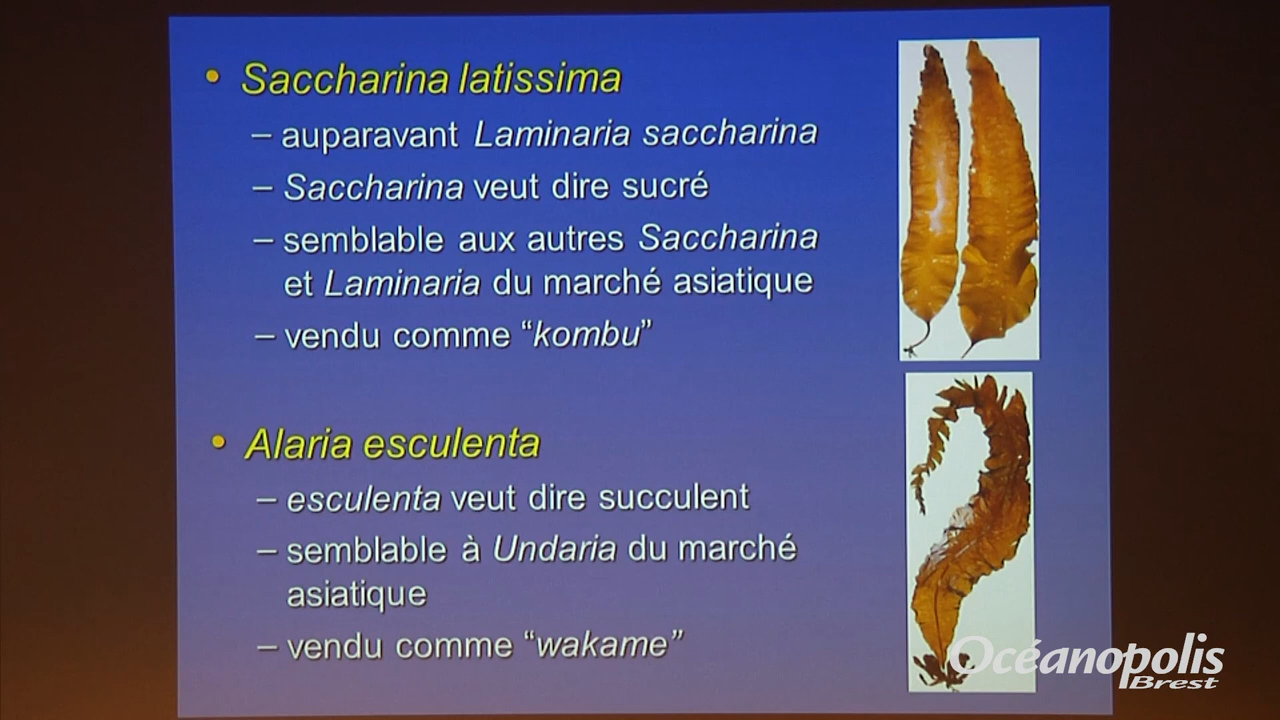 • Saccharina latissima
– auparavant Laminaria saccharina
– Saccharina veut dire sucré
– semblable aux autres Saccharina
et Laminaria du marché asiatique
– vendu comme “kombu”
• Alaria esculenta
– esculenta veut dire succulent
– semblable à Undaria du marché
asiatique
– vendu comme “wakame”
Océanopolis
Brest